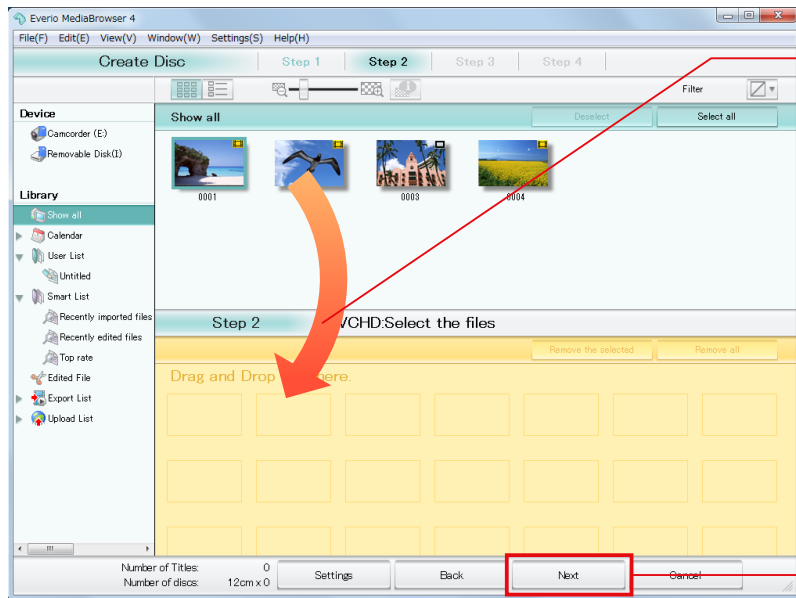 Everio MediaBrowser 4
File(F) Edit(E) View(V) Window(W) Settings(S) Help(H)
Create Disc Step 1 Step 2 Step 3 Step 4
Filter
Device
Camcorder (E:)
Removable Disk(I)
Library
Show all
Calendar
User List
Untitled
Smart List
Recently imported files
Recently edited files
Top rate
Edited File
Export List
Upload List
Show all Deselect Select all
0001 0003 0004
Step 2 VCHD:Select the files
Remove the selected Remove all
Drag and Drop here.
Number of Titles: 0
Number of discs: 12cm x 0
Settings Back Next Cancel